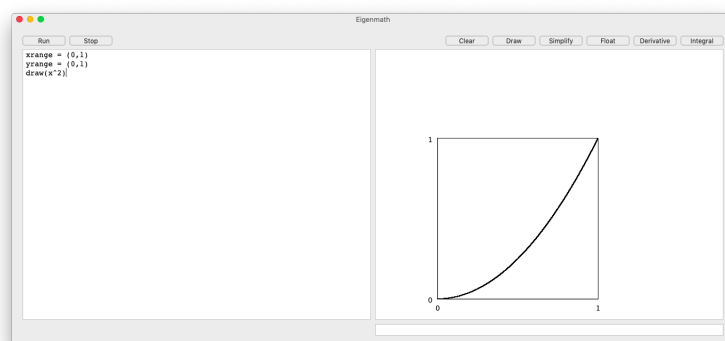 Eigenmath
Run Stop Clear Draw Simplify Float Derivative Integral
xrange = (0,1)
yrange = (0,1)
draw(x^2)
1
0
0 1